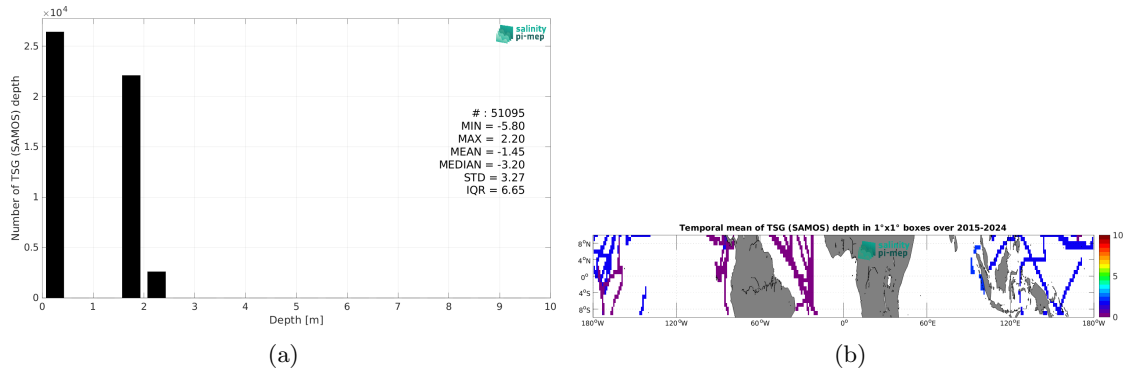 ×10⁴
salinity
pi-mep
2.5
2
1.5
1
0.5
0
Number of TSG (SAMOS) depth
# : 51095
MIN = -5.80
MAX = 2.20
MEAN = -1.45
MEDIAN = -3.20
STD = 3.27
IQR = 6.65
0 1 2 3 4 5 6 7 8 9 10
Depth [m]
(a)
Temporal mean of TSG (SAMOS) depth in 1°x1° boxes over 2015-2024
salinity
pi-mep
8°N
4°N
0°
4°S
8°S
180°W 120°W 60°W 0° 60°E 120°E 180°W
10
5
0
(b)